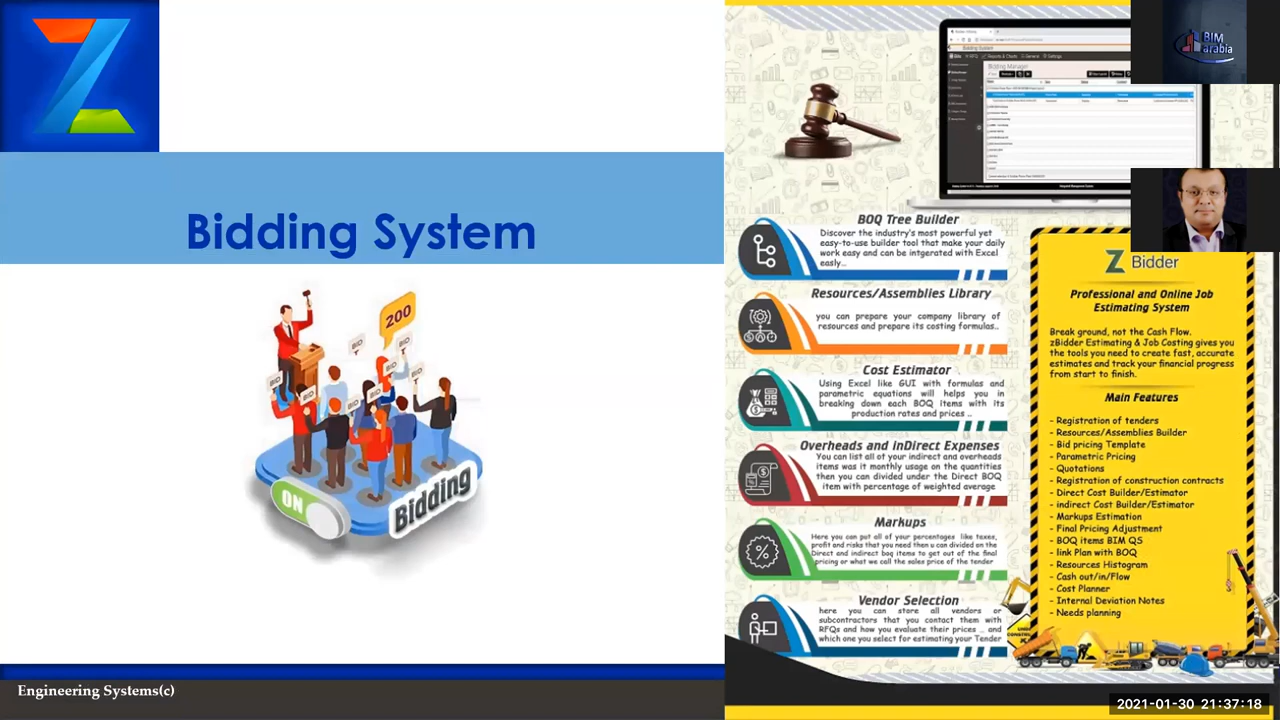 Bidding System
200
Bidding
Engineering Systems(c)
Bidding System
Bidding Manager
BIM
arabia
BOQ Tree Builder
Discover the industry's most powerful yet
easy-to-use builder tool that make your daily
work easy and can be intgerated with Excel
easly...
Resources/Assemblies Library
you can prepare your company library of
resources and prepare its costing formulas..
Cost Estimator
Using Excel like GUI with formulas and
parametric equations will helps you in
breaking down each BOQ items with its
production rates and prices ..
Overheads and inDirect Expenses
You can list all of your indirect and overheads
items was it monthly usage on the quantities
then you can divided under the Direct BOQ
item with percentage of weighted average
Markups
Here you can put all of your percentages like taxes,
profit and risks that you need then u can divided on the
Direct and indirect boq items to get out of the final
pricing or what we call the sales price of the tender
Vendor Selection
here you can store all vendors or
subcontractors that you contact them with
RFQs and how you evaluate their prices .. and
which one you select for estimating your Tender
Z Bidder
Professional and Online Job
Estimating System
Break ground, not the Cash Flow.
zBidder Estimating & Job Costing gives you
the tools you need to create fast, accurate
estimates and track your financial progress
from start to finish.
Main Features
- Registration of tenders
- Resources/Assemblies Builder
- Bid pricing Template
- Parametric Pricing
- Quotations
- Registration of construction contracts
- Direct Cost Builder/Estimator
- indirect Cost Builder/Estimator
- Markups Estimation
- Final Pricing Adjustment
- BOQ items BIM QS
- link Plan with BOQ
- Resources Histogram
- Cash out/in/Flow
- Cost Planner
- Internal Deviation Notes
- Needs planning
2021-01-30 21:37:18